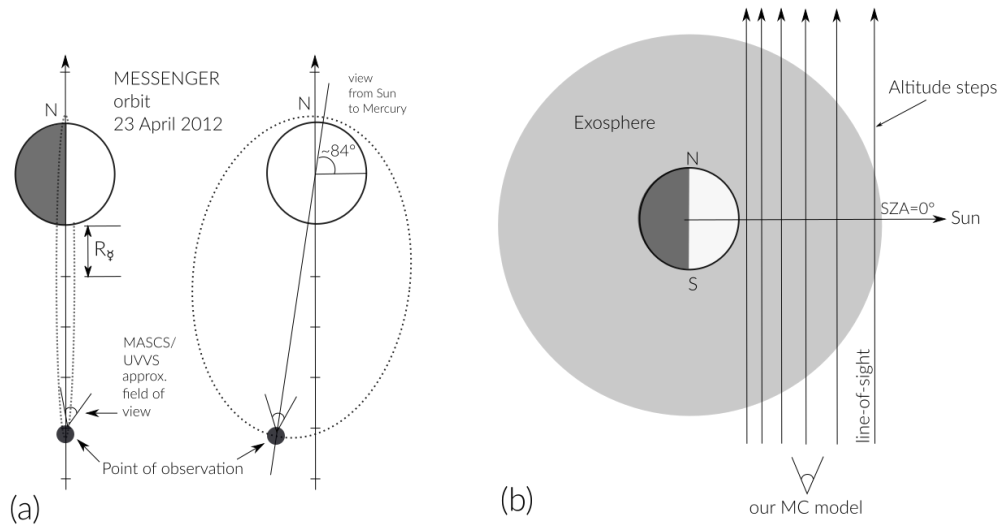 MESSENGER
orbit
23 April 2012
N
R☿
MASCS/
UVVS
approx.
field of
view
N
view
from Sun
to Mercury
~84°
Point of observation
(a)
Exosphere
N
S
Altitude steps
SZA=0°
Sun
line-of-sight
our MC model
(b)